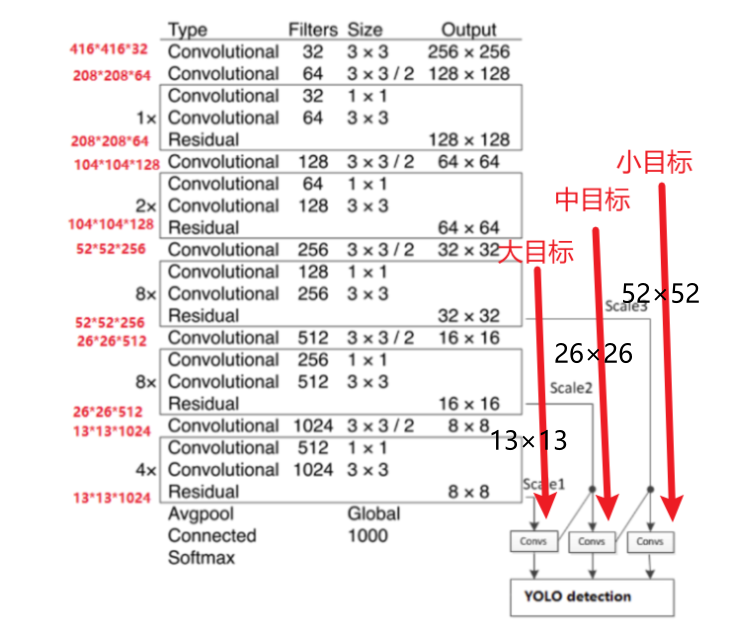 Type Filters Size Output
416*416*32 Convolutional 32 3 × 3 256 × 256
208*208*64 Convolutional 64 3 × 3 / 2 128 × 128
Convolutional 32 1 × 1
1× Convolutional 64 3 × 3
208*208*64 Residual 128 × 128
104*104*128 Convolutional 128 3 × 3 / 2 64 × 64
小目标
Convolutional 64 1 × 1
2× Convolutional 128 3 × 3
中目标
104*104*128 Residual 64 × 64
52*52*256 Convolutional 256 3 × 3 / 2 32 × 32
大目标
Convolutional 128 1 × 1
8× Convolutional 256 3 × 3
52×52
Scale3
52*52*256 Residual 32 × 32
26*26*512 Convolutional 512 3 × 3 / 2 16 × 16
26×26
Convolutional 256 1 × 1
8× Convolutional 512 3 × 3
Scale2
26*26*512 Residual 16 × 16
13*13*1024 Convolutional 1024 3 × 3 / 2 8 × 8
13×13
Convolutional 512 1 × 1
4× Convolutional 1024 3 × 3
Scale1
13*13*1024 Residual 8 × 8
Avgpool Global
Connected 1000
Softmax
Convs Convs Convs
YOLO detection